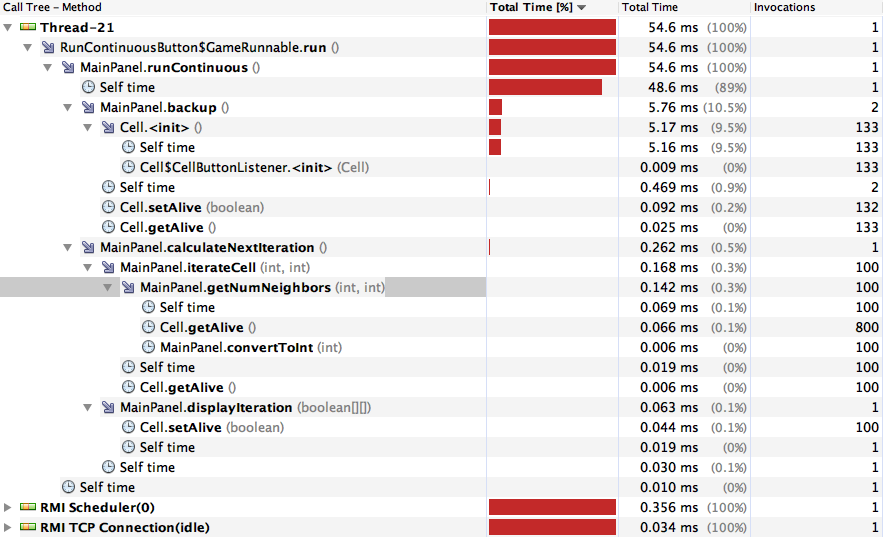 Call Tree – Method Total Time [%] Total Time Invocations
Thread–21 54.6 ms (100%) 1
RunContinuousButton$GameRunnable.run () 54.6 ms (100%) 1
MainPanel.runContinuous () 54.6 ms (100%) 1
Self time 48.6 ms (89%) 1
MainPanel.backup () 5.76 ms (10.5%) 2
Cell.<init> () 5.17 ms (9.5%) 133
Self time 5.16 ms (9.5%) 133
Cell$CellButtonListener.<init> (Cell) 0.009 ms (0%) 133
Self time 0.469 ms (0.9%) 2
Cell.setAlive (boolean) 0.092 ms (0.2%) 132
Cell.getAlive () 0.025 ms (0%) 133
MainPanel.calculateNextIteration () 0.262 ms (0.5%) 1
MainPanel.iterateCell (int, int) 0.168 ms (0.3%) 100
MainPanel.getNumNeighbors (int, int) 0.142 ms (0.3%) 100
Self time 0.069 ms (0.1%) 100
Cell.getAlive () 0.066 ms (0.1%) 800
MainPanel.convertToInt (int) 0.006 ms (0%) 100
Self time 0.019 ms (0%) 100
Cell.getAlive () 0.006 ms (0%) 100
MainPanel.displayIteration (boolean[][]) 0.063 ms (0.1%) 1
Cell.setAlive (boolean) 0.044 ms (0.1%) 100
Self time 0.019 ms (0%) 1
Self time 0.030 ms (0.1%) 1
Self time 0.010 ms (0%) 1
RMI Scheduler(0) 0.356 ms (100%) 1
RMI TCP Connection(idle) 0.034 ms (100%) 1